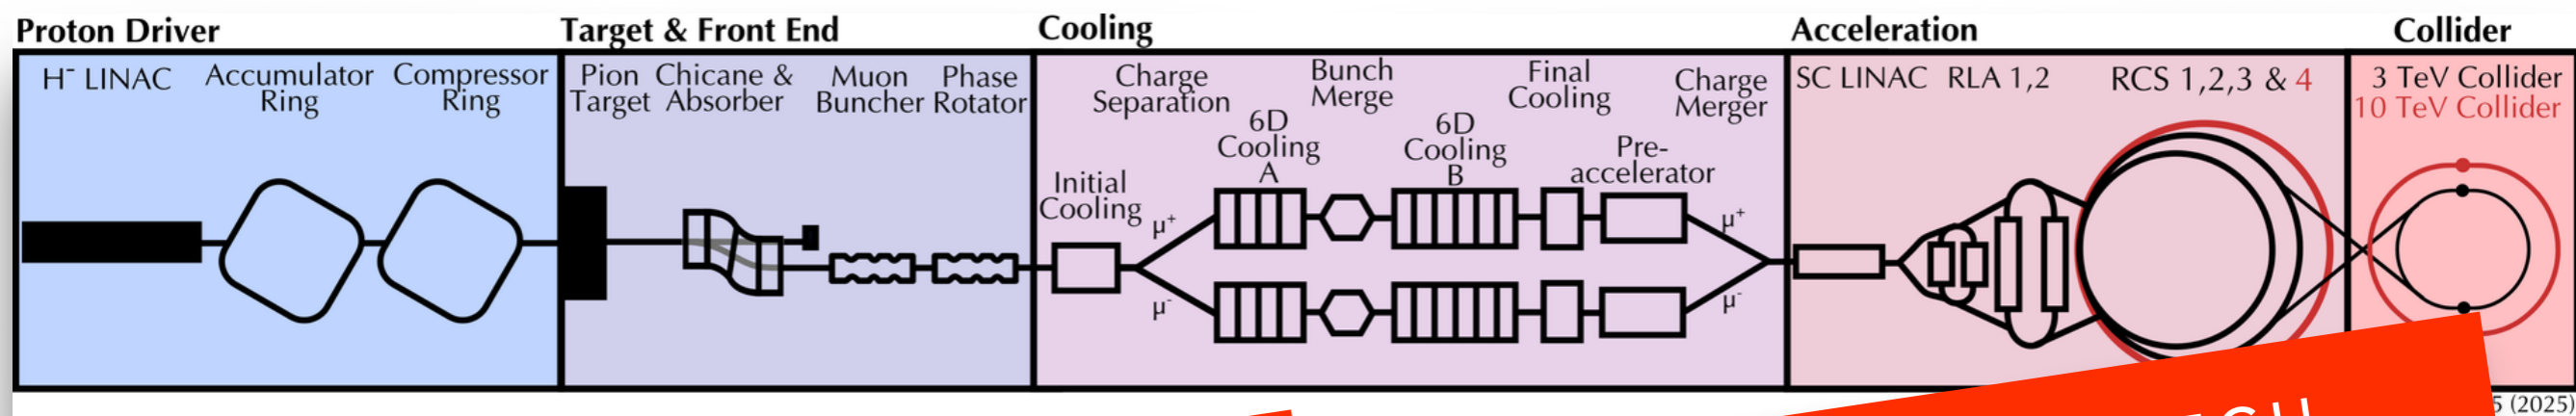 Proton Driver
Target & Front End
Cooling
Acceleration
Collider
H⁻ LINAC
Accumulator
Ring
Compressor
Ring
Pion
Target
Chicane &
Absorber
Muon
Buncher
Phase
Rotator
Initial
Cooling
Charge
Separation
µ⁺
µ⁻
6D
Cooling
A
Bunch
Merge
6D
Cooling
B
Final
Cooling
Pre-
accelerator
Charge
Merger
µ⁺
µ⁻
SC LINAC
RLA 1,2
RCS 1,2,3 & 4
3 TeV Collider
10 TeV Collider
(2025)